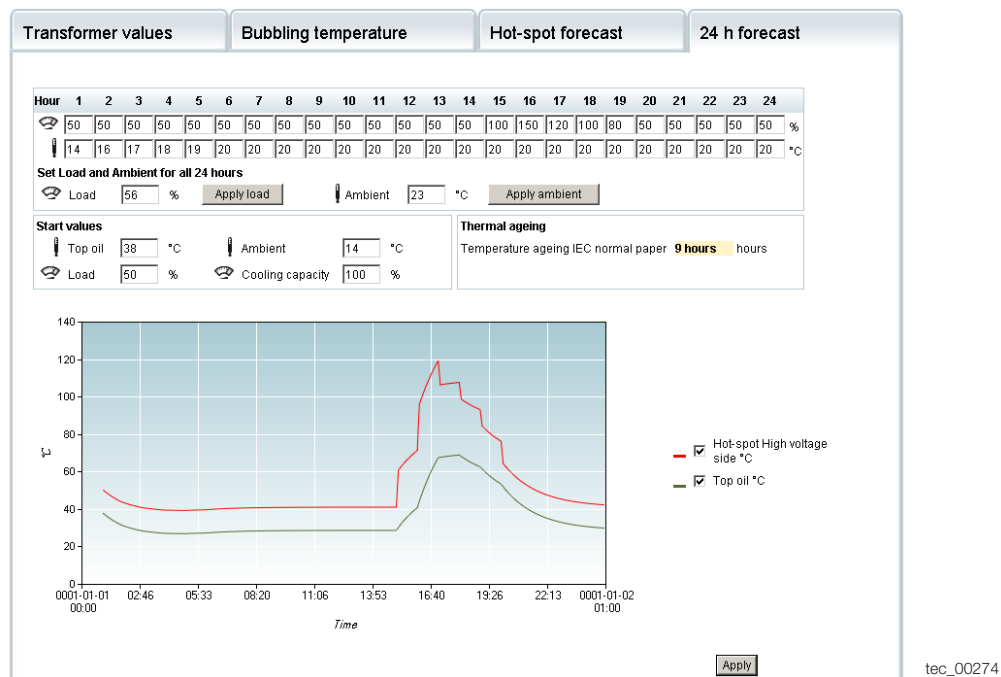 Transformer values Bubbling temperature Hot-spot forecast 24 h forecast
Hour 1 2 3 4 5 6 7 8 9 10 11 12 13 14 15 16 17 18 19 20 21 22 23 24
50 50 50 50 50 50 50 50 50 50 50 50 50 50 100 150 120 100 80 50 50 50 50 50 %
14 16 17 18 19 20 20 20 20 20 20 20 20 20 20 20 20 20 20 20 20 20 20 20 °C
Set Load and Ambient for all 24 hours
Load 56 % Apply load Ambient 23 °C Apply ambient
Start values Thermal ageing
Top oil 38 °C Ambient 14 °C Temperature ageing IEC normal paper 9 hours hours
Load 50 % Cooling capacity 100 %
140
120
100
80
°C
60
40
20
0
Hot-spot High voltage
side °C
Top oil °C
0001-01-01 02:46 05:33 08:20 11:06 13:53 16:40 19:26 22:13 0001-01-02
00:00 01:00
Time
Apply
tec_00274